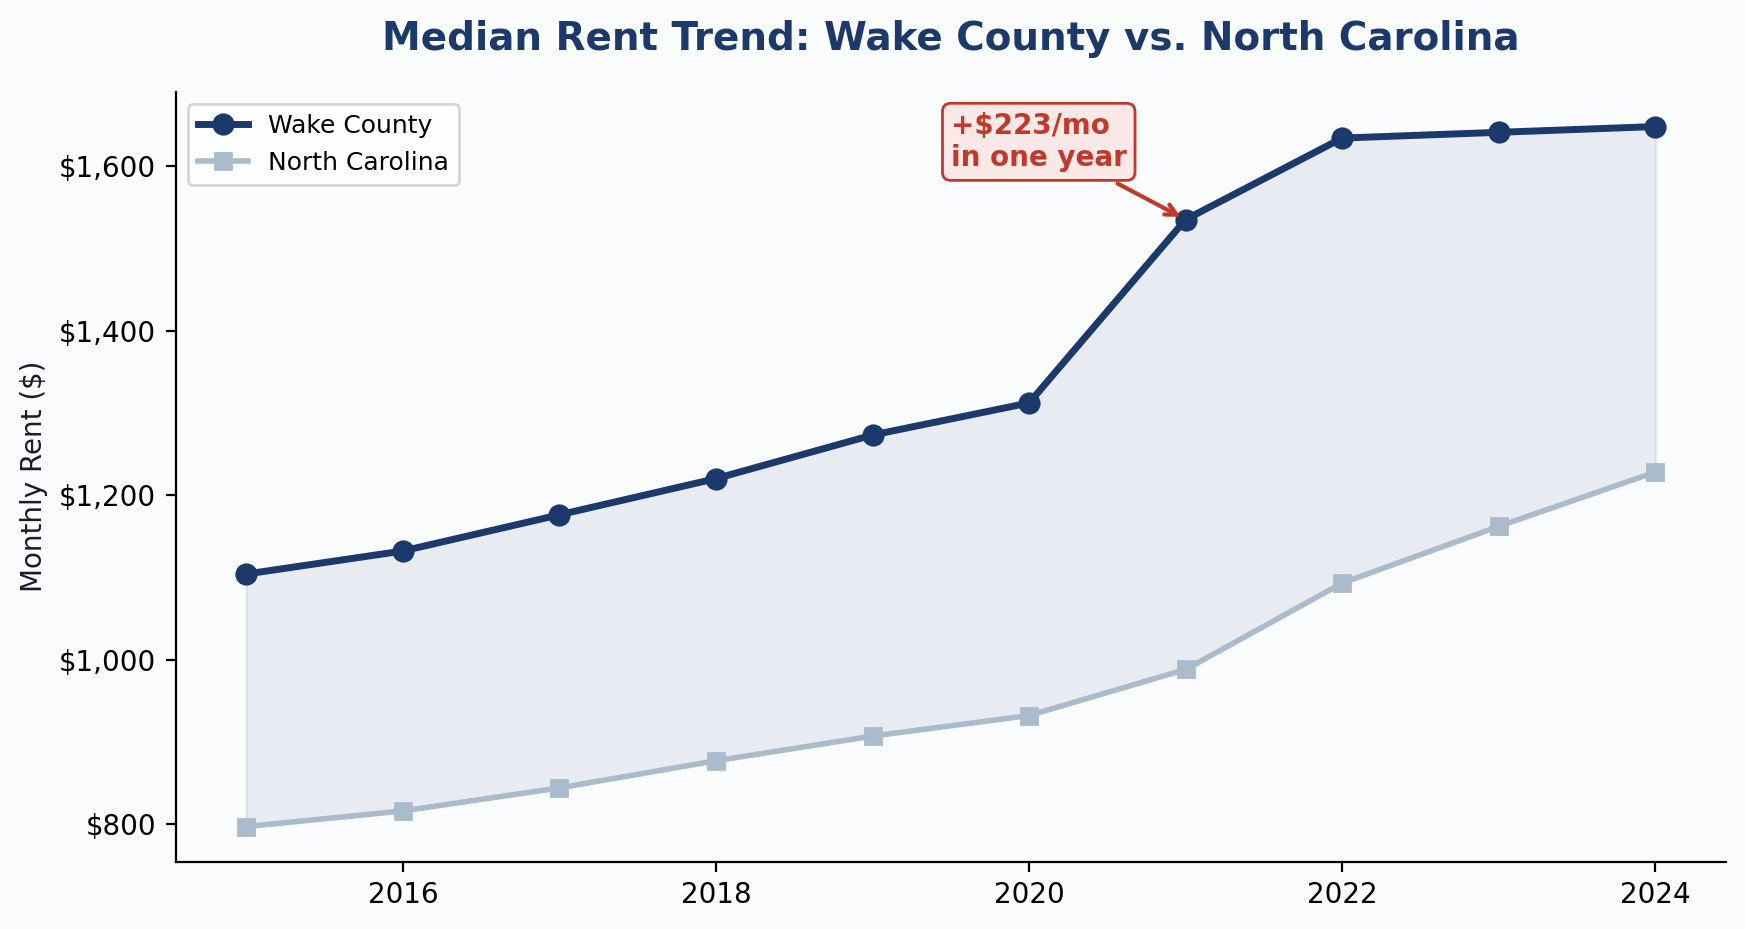 Median Rent Trend: Wake County vs. North Carolina
Wake County
North Carolina
+$223/mo
in one year
Monthly Rent ($)
$1,600
$1,400
$1,200
$1,000
$800
2016
2018
2020
2022
2024